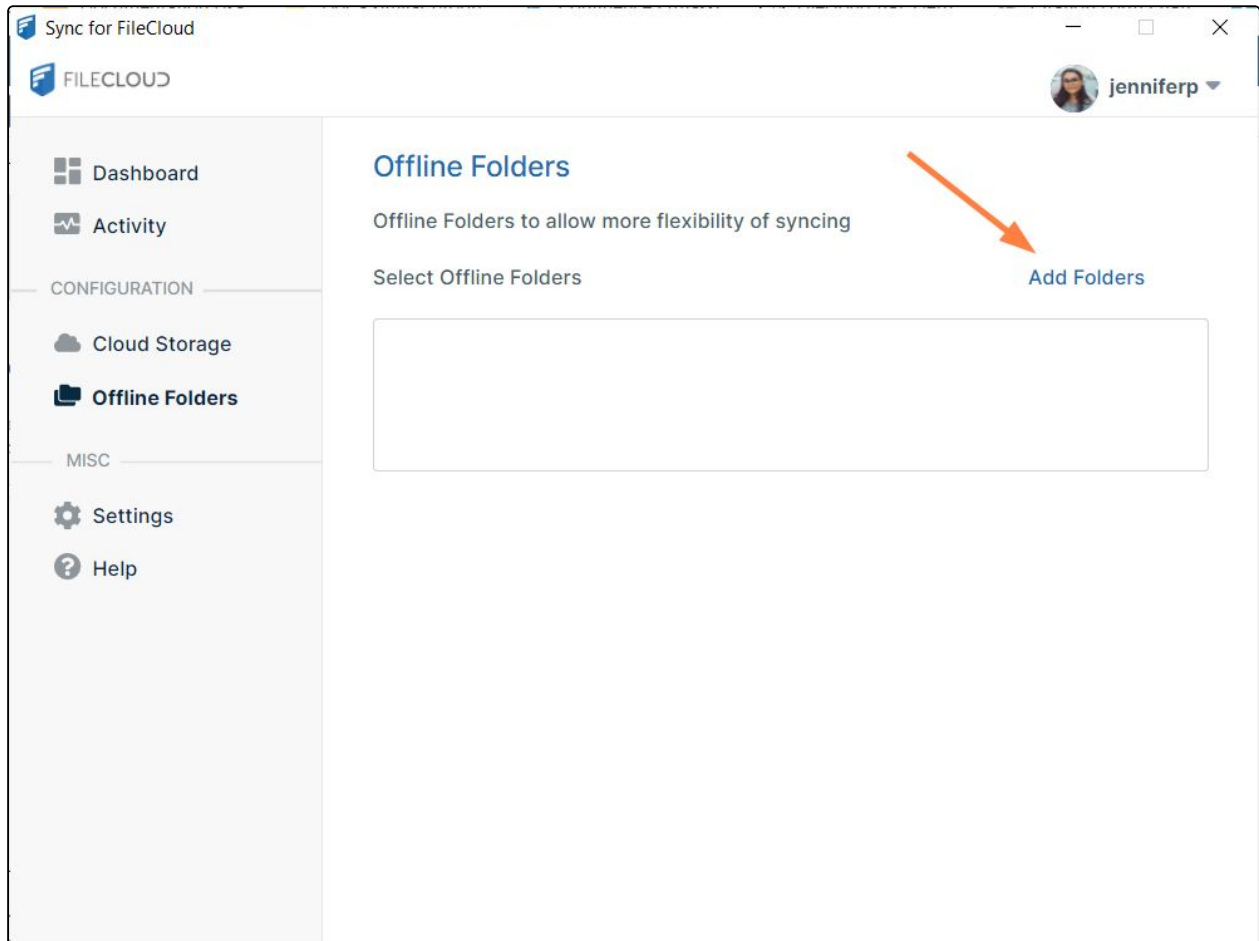 Sync for FileCloud
FILECLOUD
jenniferp
Dashboard
Activity
CONFIGURATION
Cloud Storage
Offline Folders
MISC
Settings
Help
Offline Folders
Offline Folders to allow more flexibility of syncing
Select Offline Folders
Add Folders